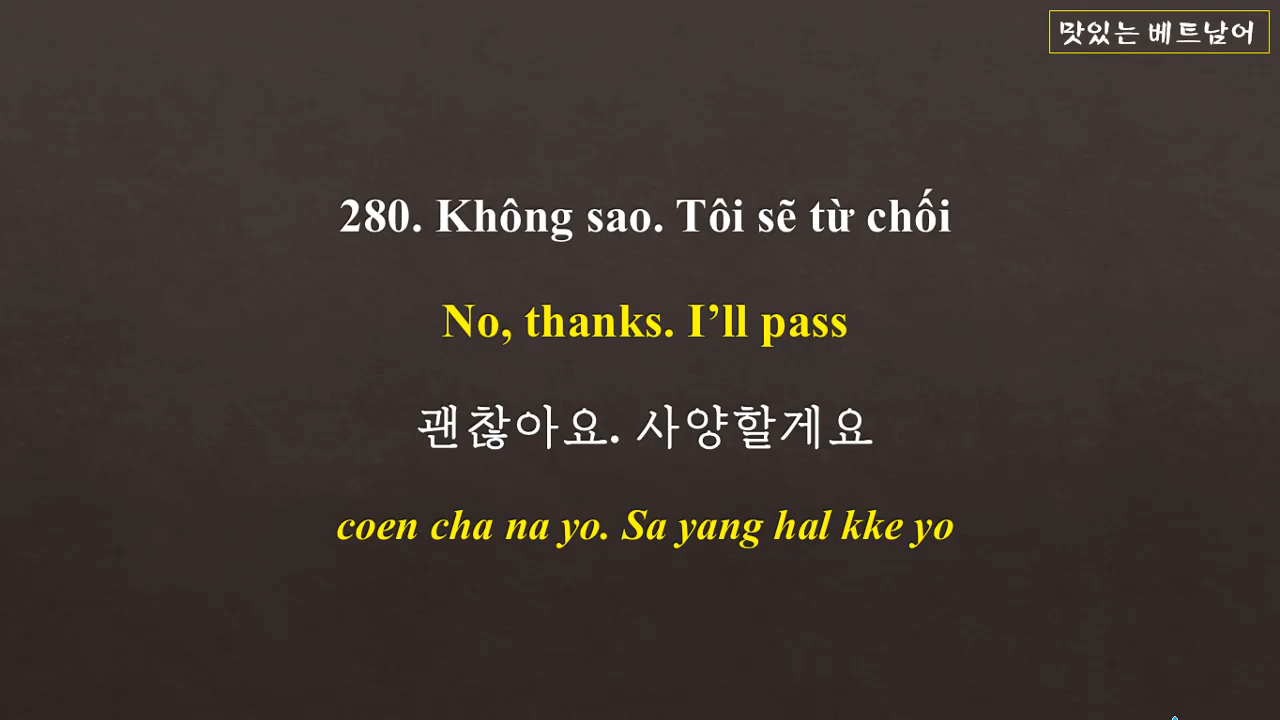 맛있는 베트남어
280. Không sao. Tôi sẽ từ chối
No, thanks. I’ll pass
괜찮아요. 사양할게요
coen cha na yo. Sa yang hal kke yo